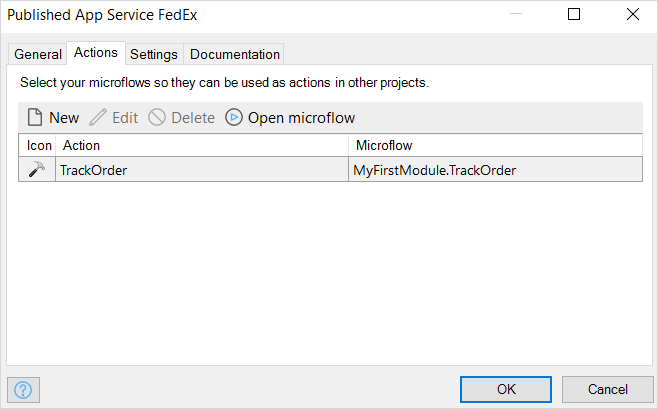 Published App Service FedEx
General Actions Settings Documentation
Select your microflows so they can be used as actions in other projects.
New Edit Delete Open microflow
Icon Action Microflow
TrackOrder MyFirstModule.TrackOrder
? OK Cancel